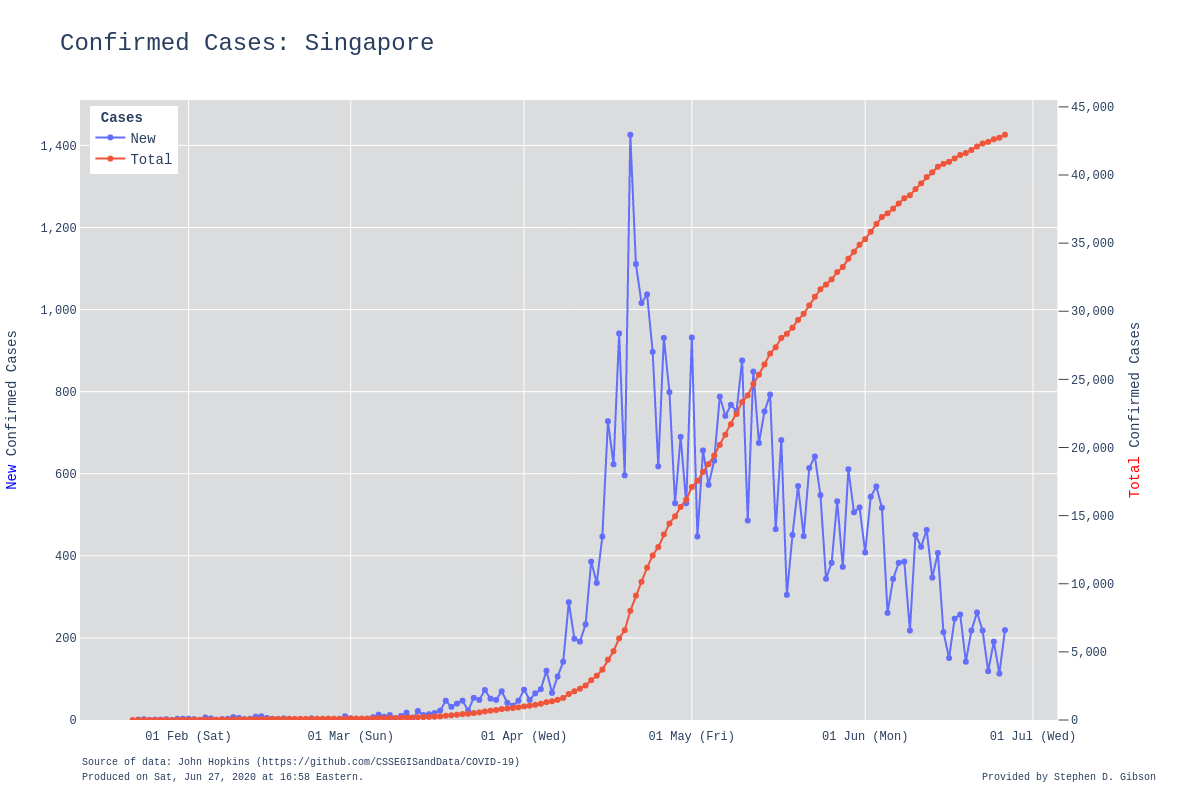 Confirmed Cases: Singapore
Cases
New
Total
1,400
1,200
1,000
800
600
400
200
0
New Confirmed Cases
45,000
40,000
35,000
30,000
25,000
20,000
15,000
10,000
5,000
0
Total Confirmed Cases
01 Feb (Sat)
01 Mar (Sun)
01 Apr (Wed)
01 May (Fri)
01 Jun (Mon)
01 Jul (Wed)
Source of data: John Hopkins (https://github.com/CSSEGISandData/COVID-19)
Produced on Sat, Jun 27, 2020 at 16:58 Eastern.
Provided by Stephen D. Gibson